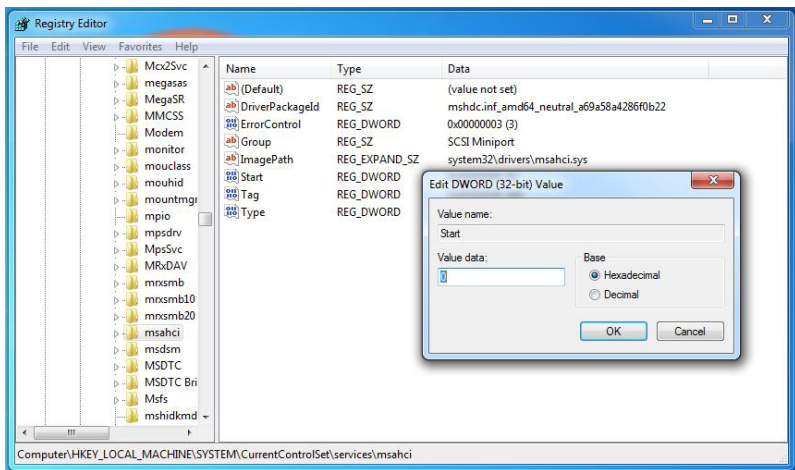 Registry Editor
File Edit View Favorites Help
Mcx2Svc
megasas
MegaSR
MMCSS
Modem
monitor
mouclass
mouhid
mountmgr
mpio
mpsdrv
MpsSvc
MRxDAV
mrxsmb
mrxsmb10
mrxsmb20
msahci
msdsm
MSDTC
MSDTC Bri
Msfs
mshidkmd
Name Type Data
(Default) REG_SZ (value not set)
DriverPackageId REG_SZ mshdc.inf_amd64_neutral_a69a58a4286f0b22
ErrorControl REG_DWORD 0x00000003 (3)
Group REG_SZ SCSI Miniport
ImagePath REG_EXPAND_SZ system32\drivers\msahci.sys
Start REG_DWORD
Tag REG_DWORD
Type REG_DWORD
Edit DWORD (32-bit) Value
Value name:
Start
Value data:
0
Base
Hexadecimal
Decimal
OK Cancel
Computer\HKEY_LOCAL_MACHINE\SYSTEM\CurrentControlSet\services\msahci